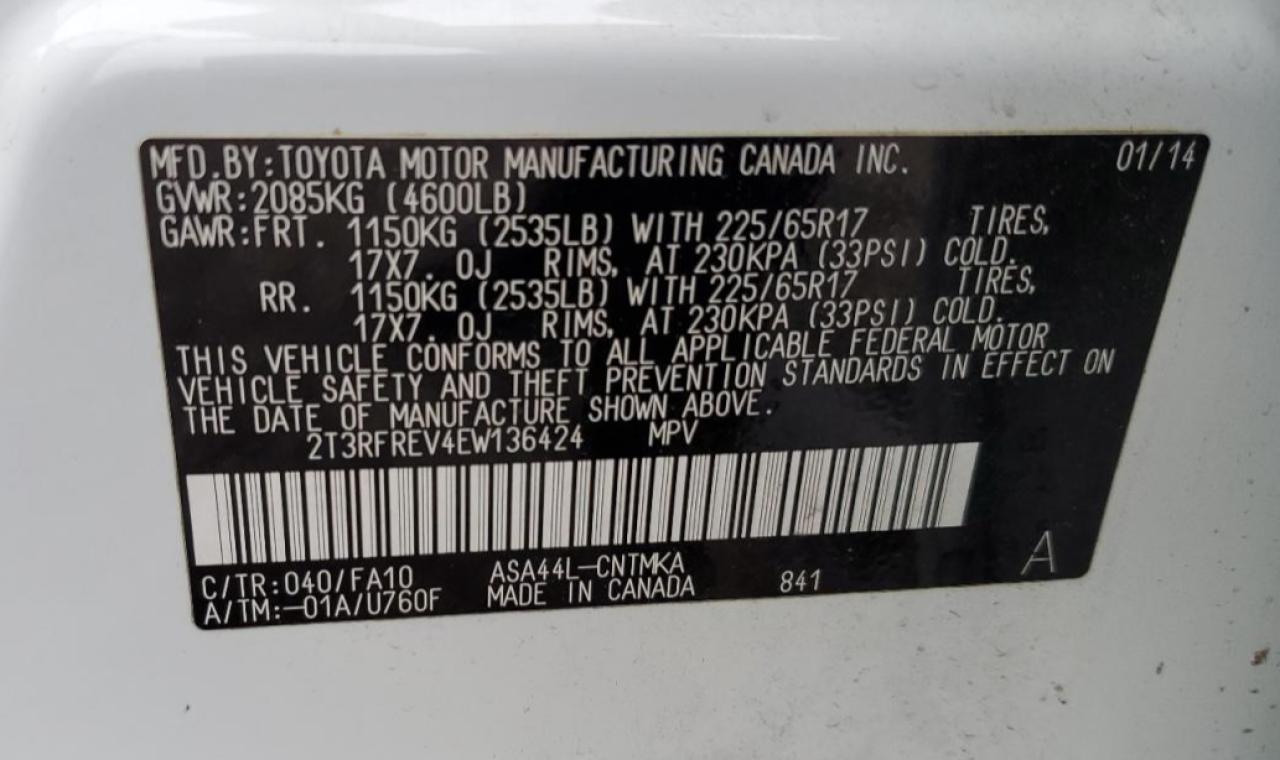 MFD.BY:TOYOTA MOTOR MANUFACTURING CANADA INC. 01/14
GVWR:2085KG (4600LB)
GAWR:FRT. 1150KG (2535LB) WITH 225/65R17 TIRES,
17X7.0J RIMS, AT 230KPA (33PSI) COLD.
RR. 1150KG (2535LB) WITH 225/65R17 TIRES,
17X7.0J RIMS, AT 230KPA (33PSI) COLD.
THIS VEHICLE CONFORMS TO ALL APPLICABLE FEDERAL MOTOR
VEHICLE SAFETY AND THEFT PREVENTION STANDARDS IN EFFECT ON
THE DATE OF MANUFACTURE SHOWN ABOVE.
2T3RFREV4EW136424 MPV
C/TR:040/FA10 ASA44L-CNTMKA 841 A
A/TM:-01A/U760F MADE IN CANADA